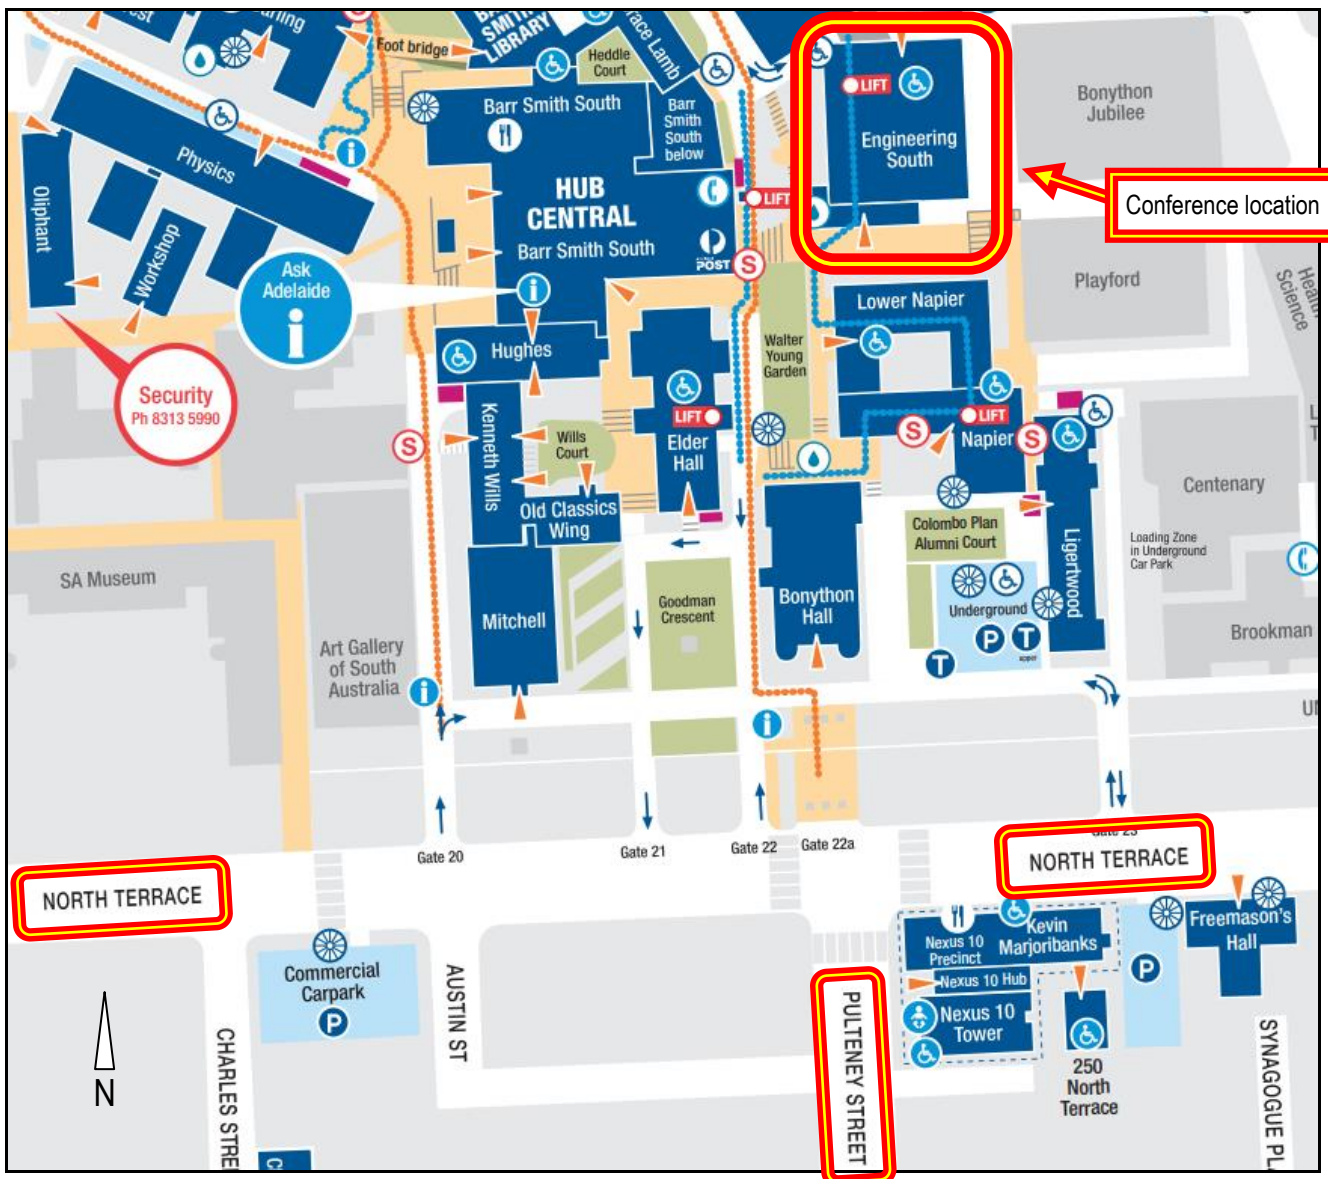 Foot bridge
SMITH
LIBRARY
Heddle
Court
Barr Smith South
Barr
Smith
South
below
LIFT
Engineering
South
Bonython
Jubilee
Conference location
Physics
Oliphant
Workshop
HUB
CENTRAL
Barr Smith South
POST
LIFT
S
Ask
Adelaide
i
i
i
Playford
Health
Science
Lower Napier
Hughes
Walter
Young
Garden
Security
Ph 8313 5990
S
Kenneth Wills
Wills
Court
LIFT
Elder
Hall
S
LIFT
Napier
S
Old Classics
Wing
Colombo Plan
Alumni Court
Ligertwood
Centenary
Loading Zone
in Underground
Car Park
SA Museum
Mitchell
Goodman
Crescent
Bonython
Hall
Underground
P
T
T
Brookman
Art Gallery
of South
Australia
i
i
Gate 20
Gate 21
Gate 22
Gate 22a
Gate 23
NORTH TERRACE
NORTH TERRACE
Commercial
Carpark
P
AUSTIN ST
CHARLES STREE
PULTENEY STREET
Nexus 10
Precinct
Kevin
Marjoribanks
Nexus 10 Hub
Nexus 10
Tower
250
North
Terrace
P
Freemason's
Hall
SYNAGOGUE PL
N